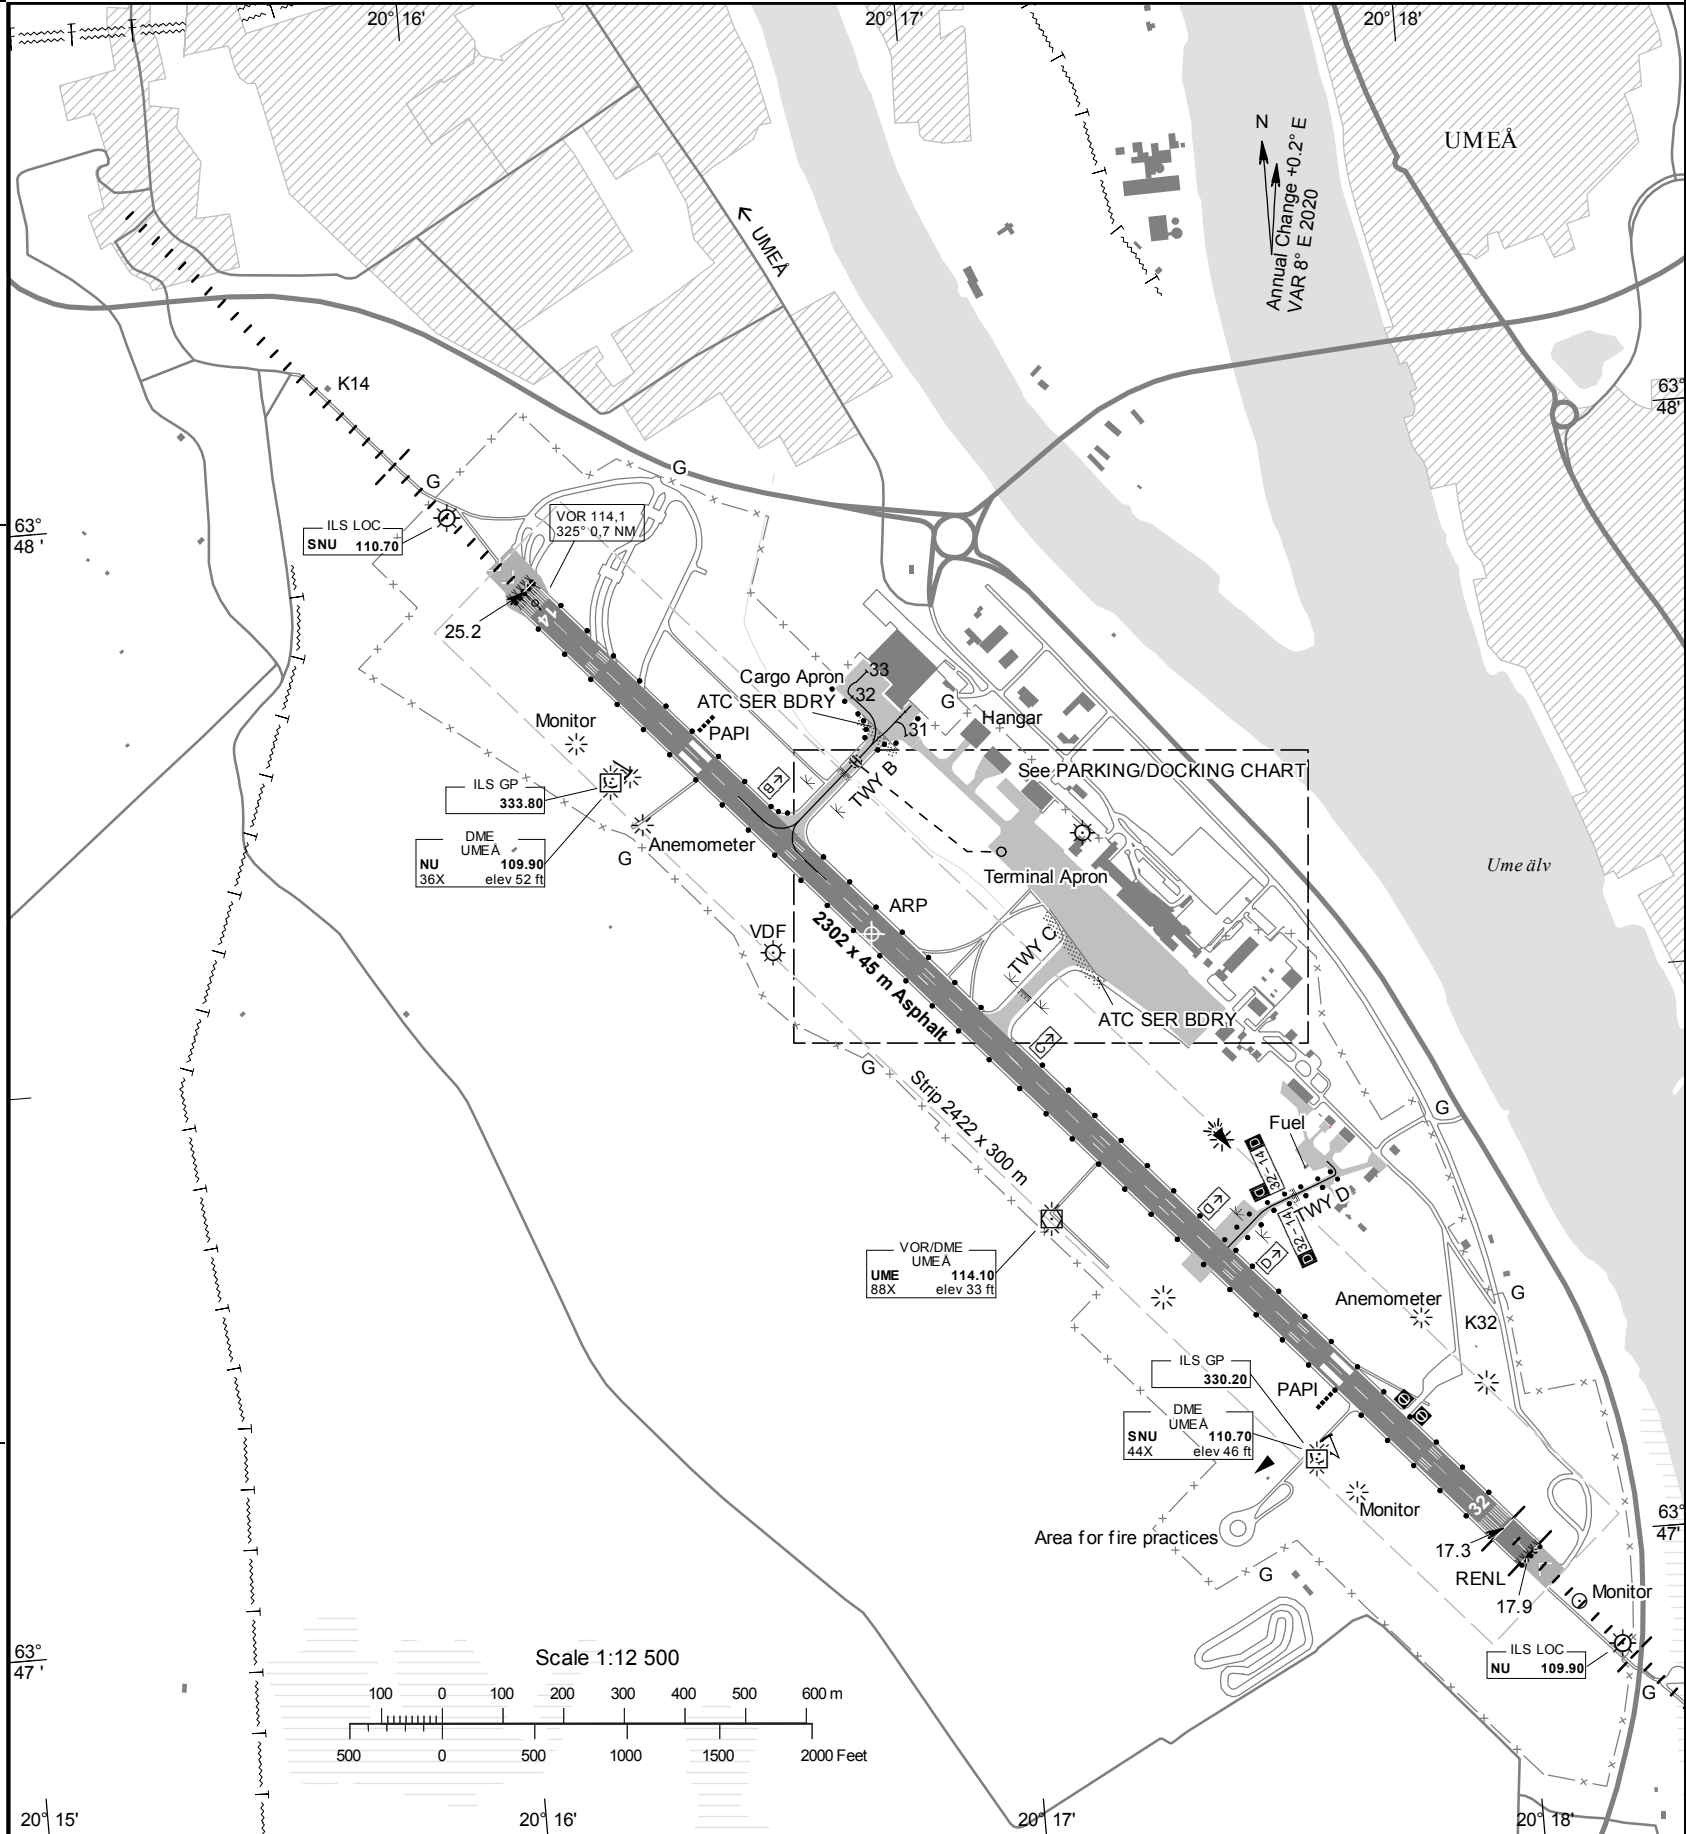 20° 16'
20° 17'
20° 18'
N
Annual Change +0.2° E
VAR 8° E 2020
UMEÅ
← UMEÅ
K14
63°
48'
G
G
VOR 114,1
325° 0,7 NM
ILS LOC
SNU 110.70
63°
48 '
14
25.2
33
Cargo Apron
32
ATC SER BDRY
G
Hangar
31
Monitor
PAPI
See PARKING/DOCKING CHART
←B
TWY B
ILS GP
333.80
DME
UMEÅ
NU 109.90
36X elev 52 ft
Anemometer
G
Terminal Apron
Ume älv
ARP
VDF
2302 x 45 m Asphalt
TWY C
ATC SER BDRY
←C
G
Strip 2422 x 300 m
G
Fuel
D
32-14
D
←D
TWY D
32-14
D
D→
VOR/DME
UMEÅ
UME 114.10
88X elev 33 ft
G
Anemometer
K32
ILS GP
330.20
PAPI
DME
UMEÅ
SNU 110.70
44X elev 46 ft
Monitor
32
63°
47'
Area for fire practices
17.3
G
RENL
Monitor
17.9
ILS LOC
NU 109.90
G
63°
47 '
Scale 1:12 500
100 0 100 200 300 400 500 600 m
500 0 500 1000 1500 2000 Feet
20° 15'
20° 16'
20° 17'
20° 18'